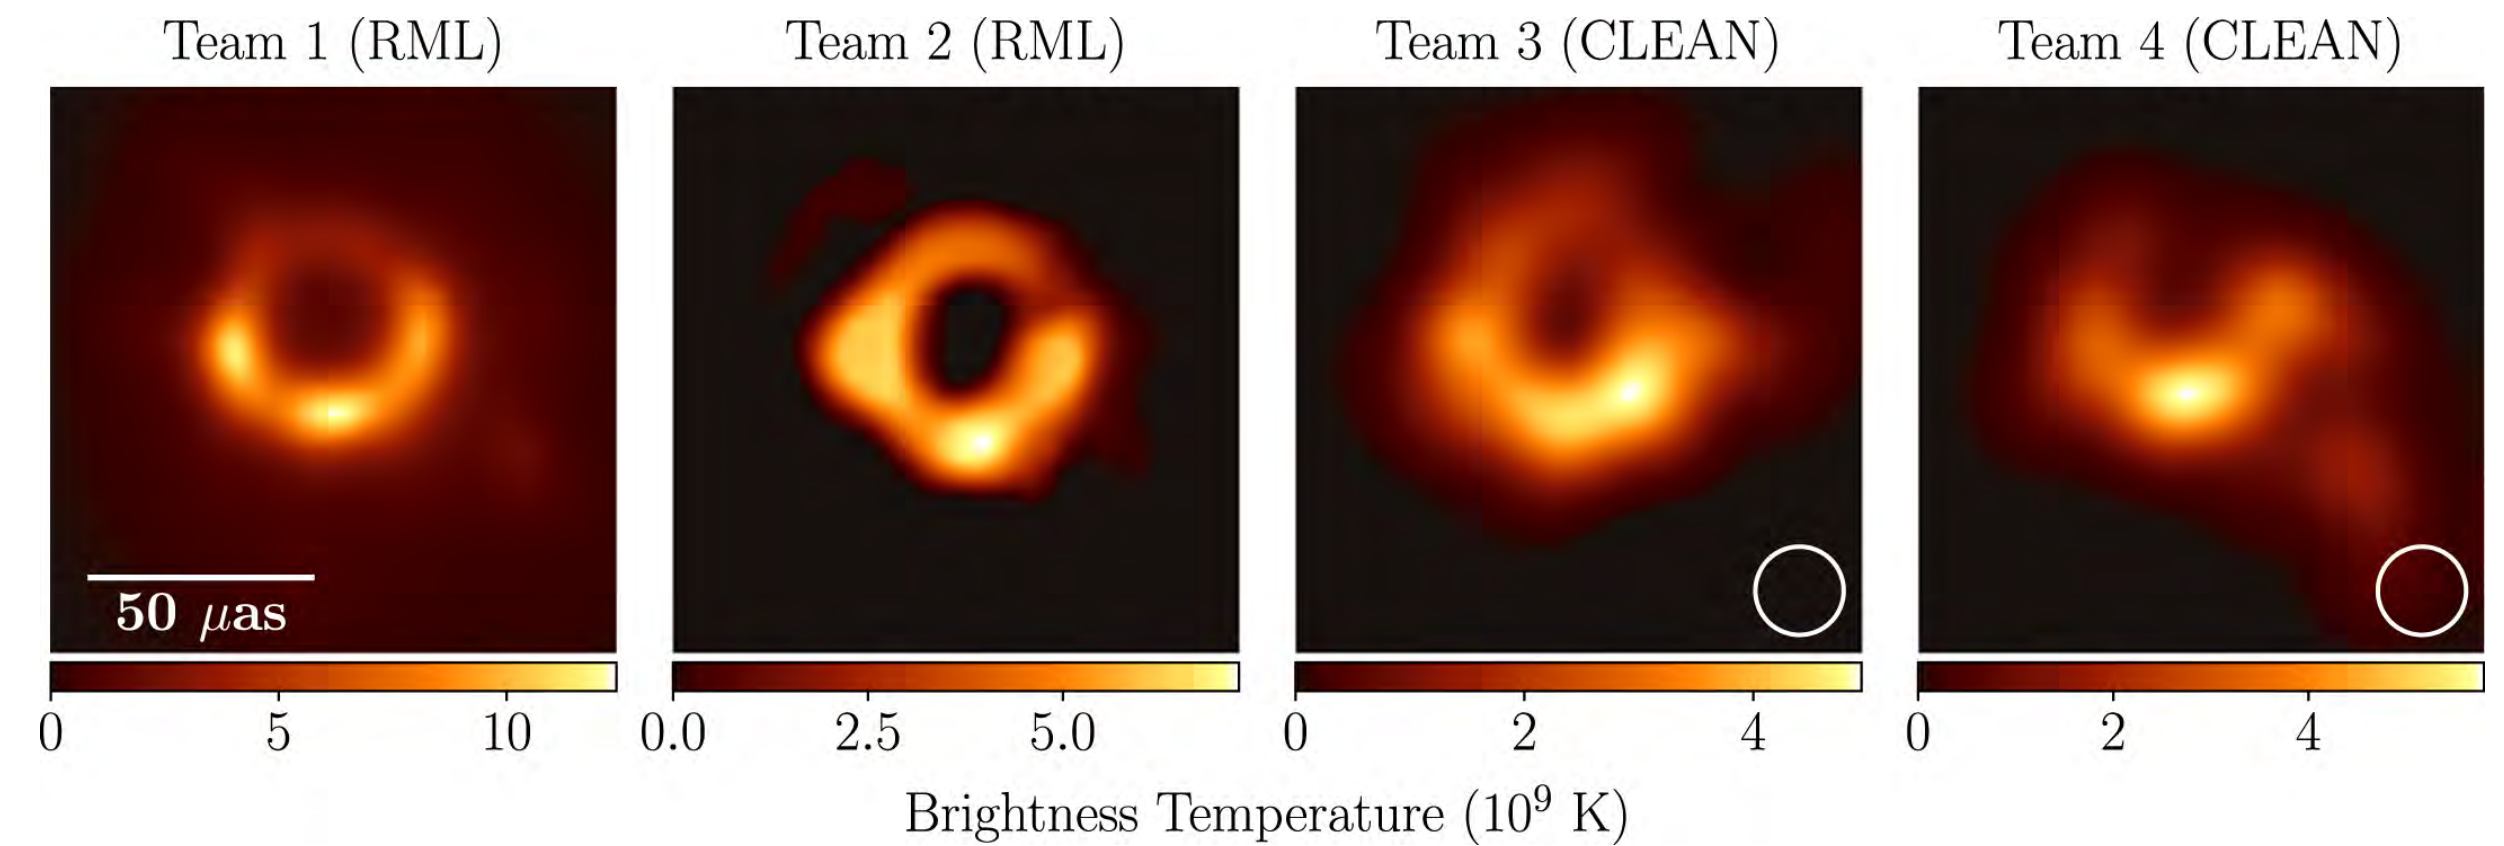 Team 1 (RML) Team 2 (RML) Team 3 (CLEAN) Team 4 (CLEAN)
50 μas
0 5 10 0.0 2.5 5.0 0 2 4 0 2 4
Brightness Temperature (10⁹ K)